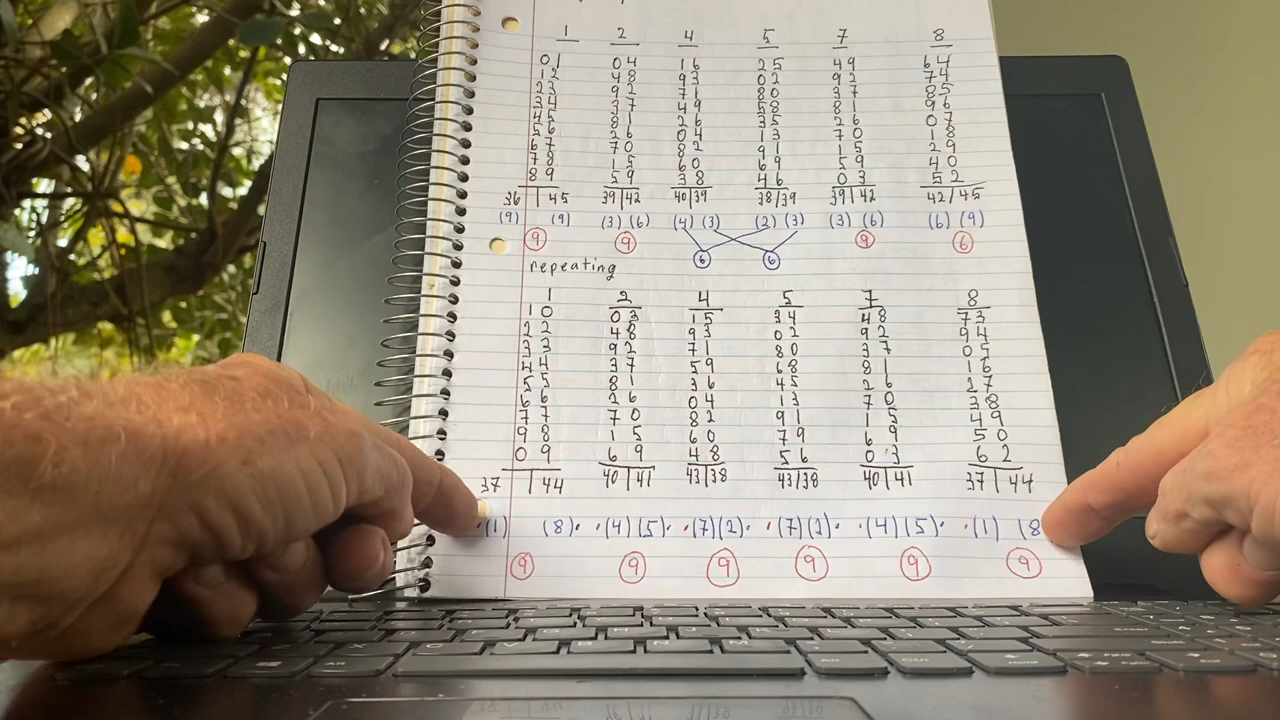 1 2 4 5 7 8
01 04 16 25 49 64
12 48 93 02 92 74
23 92 71 80 37 85
34 37 49 58 81 96
45 81 26 35 26 07
56 26 04 13 70 18
67 70 82 91 15 29
78 15 60 69 59 40
89 59 38 46 03 52
36 | 45 39|42 40|39 38|39 39|42 42|45
(9) (9) (3) (6) (4) (3) (2) (3) (3) (6) (6) (9)
9 9 6 6 9 6
repeating
1 2 4 5 7 8
10 03 15 34 48 73
22 48 93 02 92 94
33 92 71 80 37 05
44 37 59 68 81 16
55 81 36 45 26 27
66 26 04 13 70 38
77 70 82 91 15 49
98 15 60 79 69 50
09 69 48 56 03 62
37 | 44 40|41 43|38 43|38 40|41 37|44
(1) (8) (4)(5) (7)(2) (7)(2) (4)(5) (1) (8
9 9 9 9 9 9